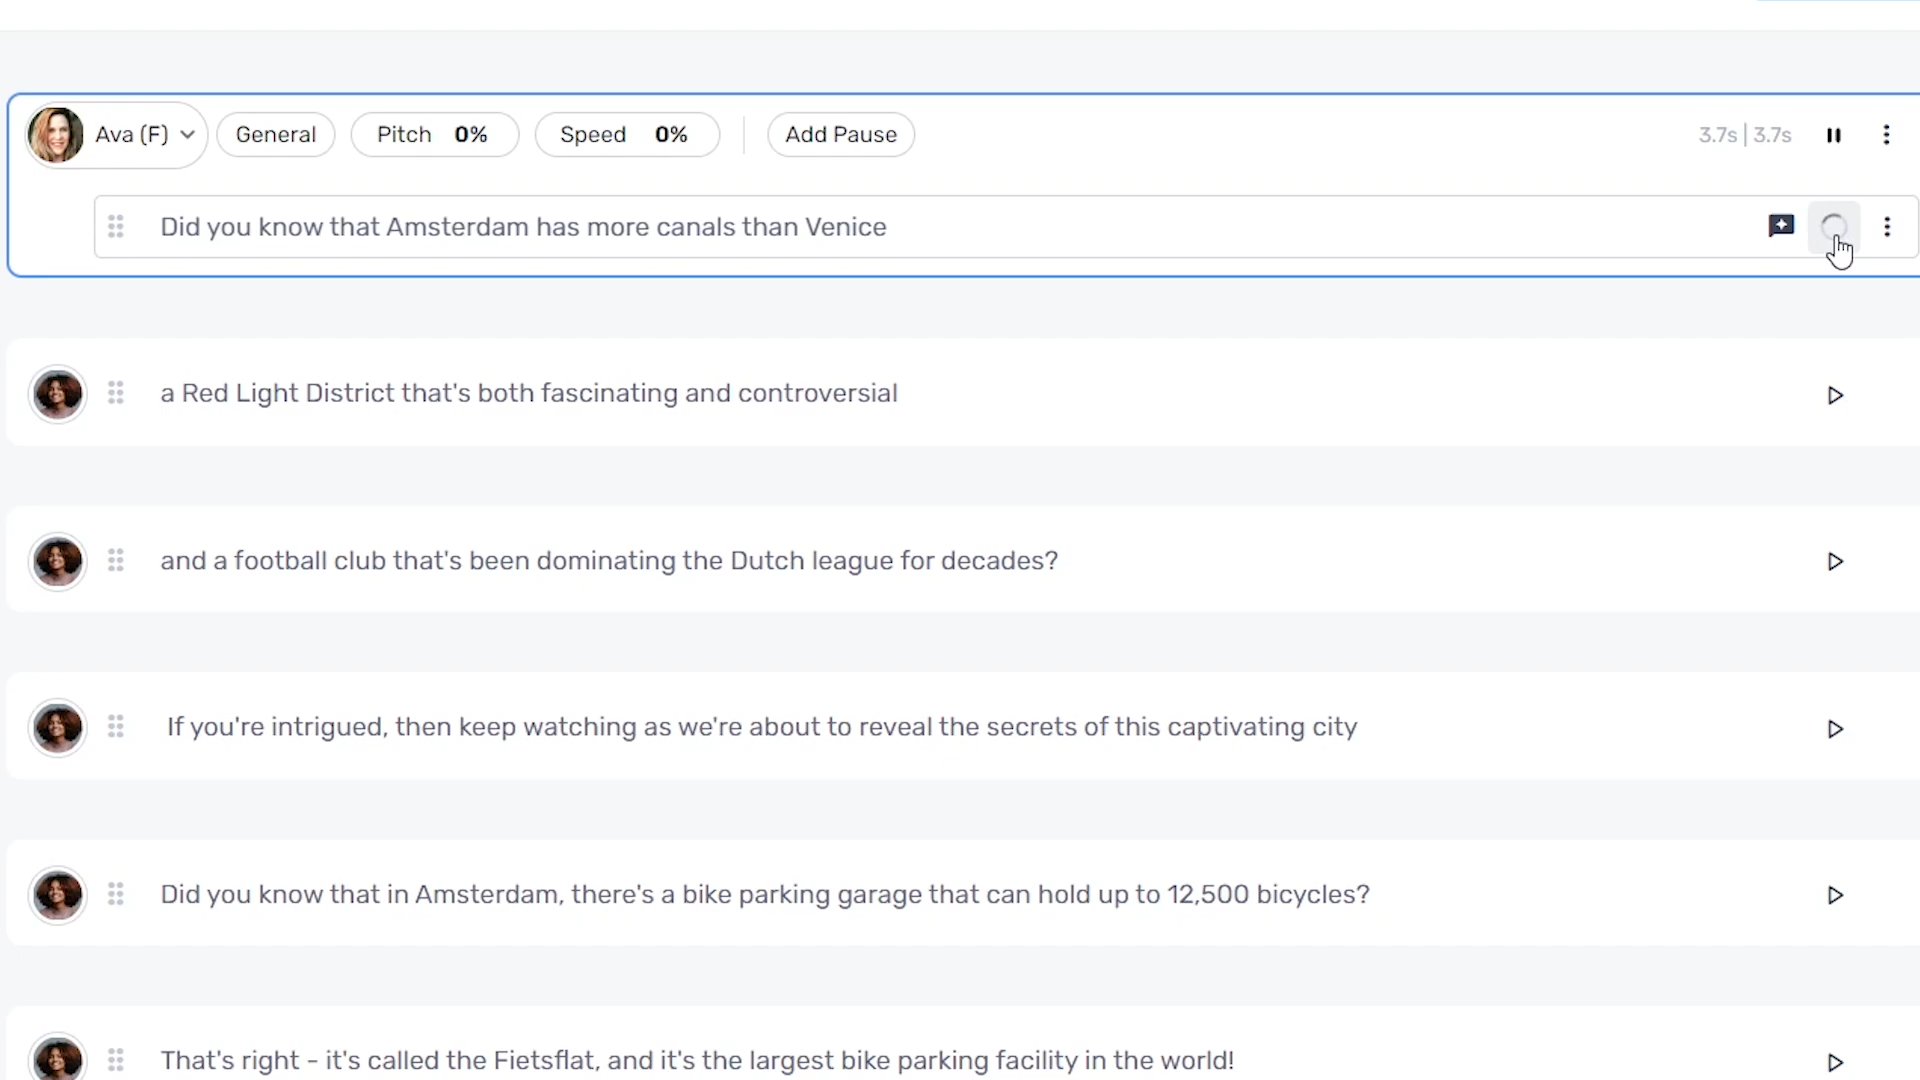 Ava (F) General Pitch 0% Speed 0% Add Pause 3.7s | 3.7s
Did you know that Amsterdam has more canals than Venice
a Red Light District that's both fascinating and controversial
and a football club that's been dominating the Dutch league for decades?
If you're intrigued, then keep watching as we're about to reveal the secrets of this captivating city
Did you know that in Amsterdam, there's a bike parking garage that can hold up to 12,500 bicycles?
That's right - it's called the Fietsflat, and it's the largest bike parking facility in the world!